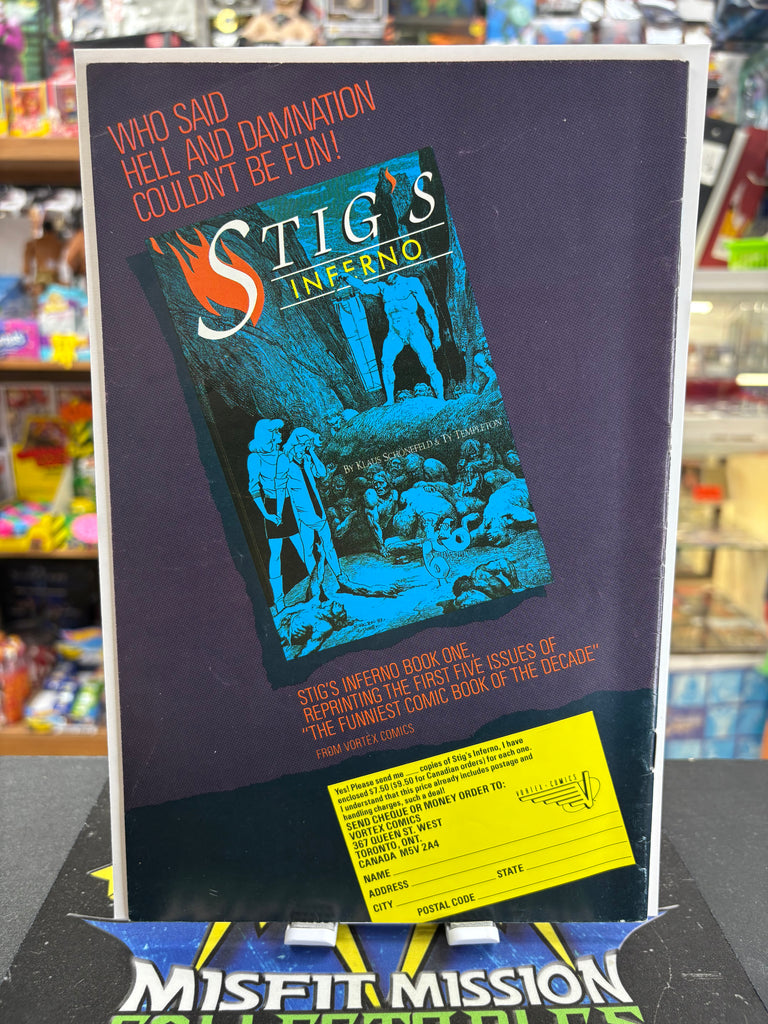 WHO SAID
HELL AND DAMNATION
COULDN'T BE FUN!
STIG'S
INFERNO
BY KLAUS SCHÖNEFELD & TY TEMPLETON
STIG'S INFERNO BOOK ONE,
REPRINTING THE FIRST FIVE ISSUES OF
"THE FUNNIEST COMIC BOOK OF THE DECADE"
FROM VORTEX COMICS
Yes! Please send me ___ copies of Stig's Inferno, I have
enclosed $7.50 ($9.50 for Canadian orders) for each one.
I understand that this price already includes postage and
handling charges, such a deal!
SEND CHEQUE OR MONEY ORDER TO:
VORTEX COMICS
367 QUEEN ST. WEST
TORONTO, ONT.
CANADA M5V 2A4
VORTEX·COMICS
NAME
ADDRESS
CITY STATE
POSTAL CODE
MISFIT MISSION
COLLECTABLES